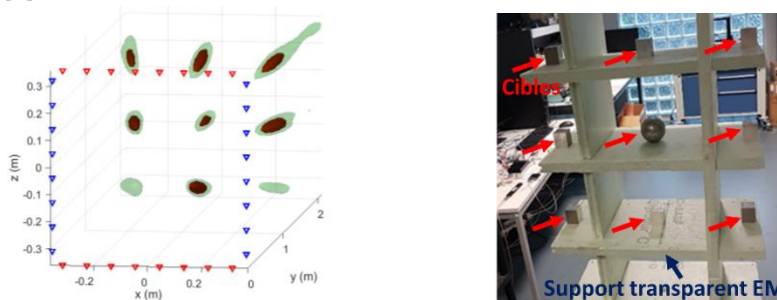 0.3
0.2
0.1
0
-0.1
-0.2
-0.3
z (m)
-0.2
0
0.2
0
x (m)
1
2
y (m)
Cibles
Support transparent EM